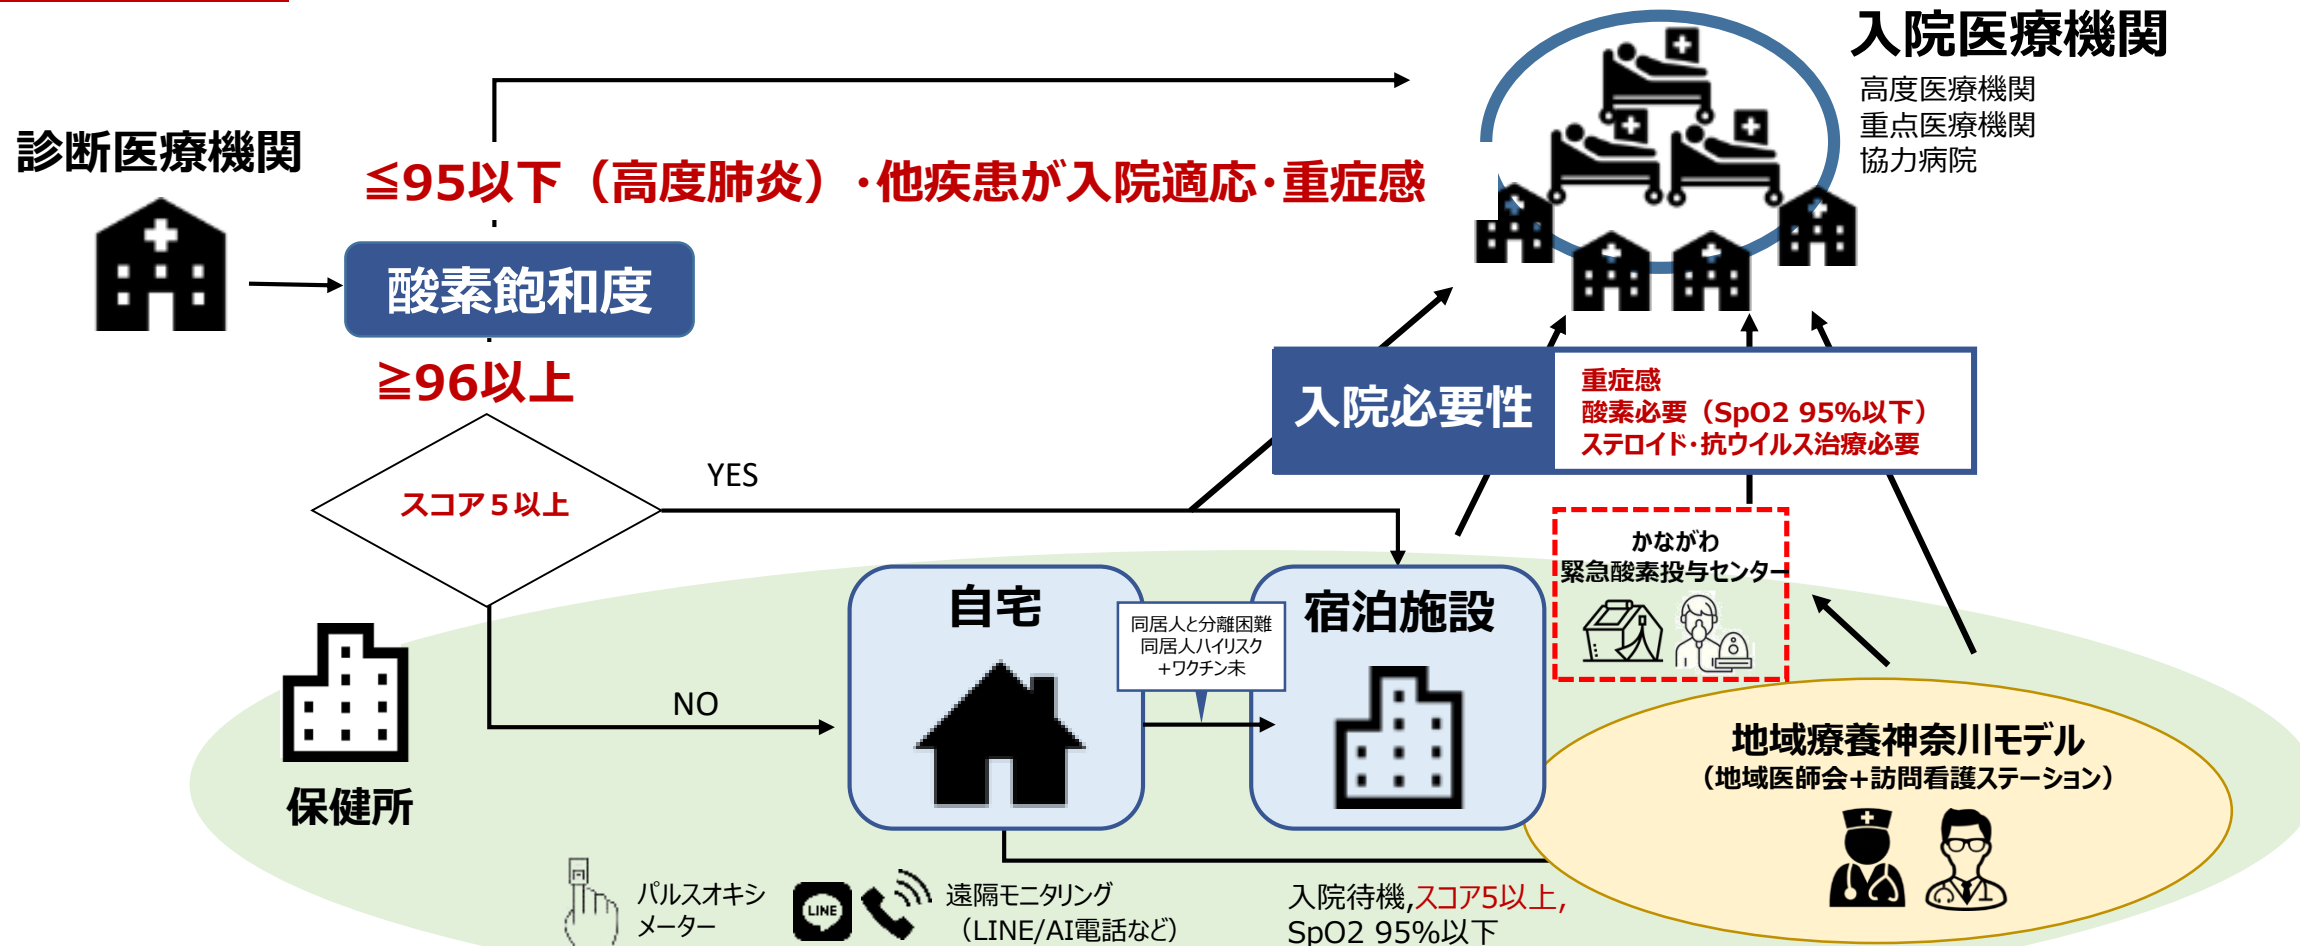 入院医療機関
高度医療機関
重点医療機関
協力病院
診断医療機関
≦95以下（高度肺炎）・他疾患が入院適応・重症感
酸素飽和度
≧96以上
入院必要性
重症感
酸素必要（SpO2 95%以下）
ステロイド・抗ウイルス治療必要
スコア５以上
YES
かながわ
緊急酸素投与センター
自宅
同居人と分離困難
同居人ハイリスク
+ワクチン未
宿泊施設
NO
保健所
地域療養神奈川モデル
（地域医師会+訪問看護ステーション）
パルスオキシ
メーター
LINE
遠隔モニタリング
（LINE/AI電話など）
入院待機,スコア5以上,
SpO2 95%以下